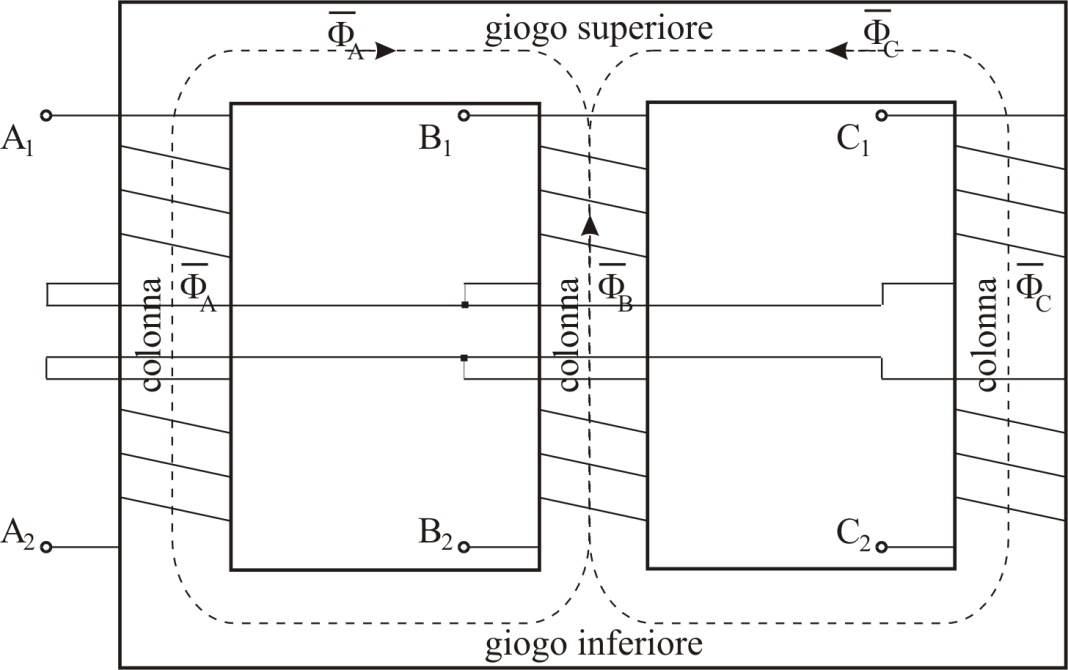 giogo superiore
Φ̅A
Φ̅C
A1
B1
C1
colonna
Φ̅A
colonna
Φ̅B
colonna
Φ̅C
A2
B2
C2
giogo inferiore